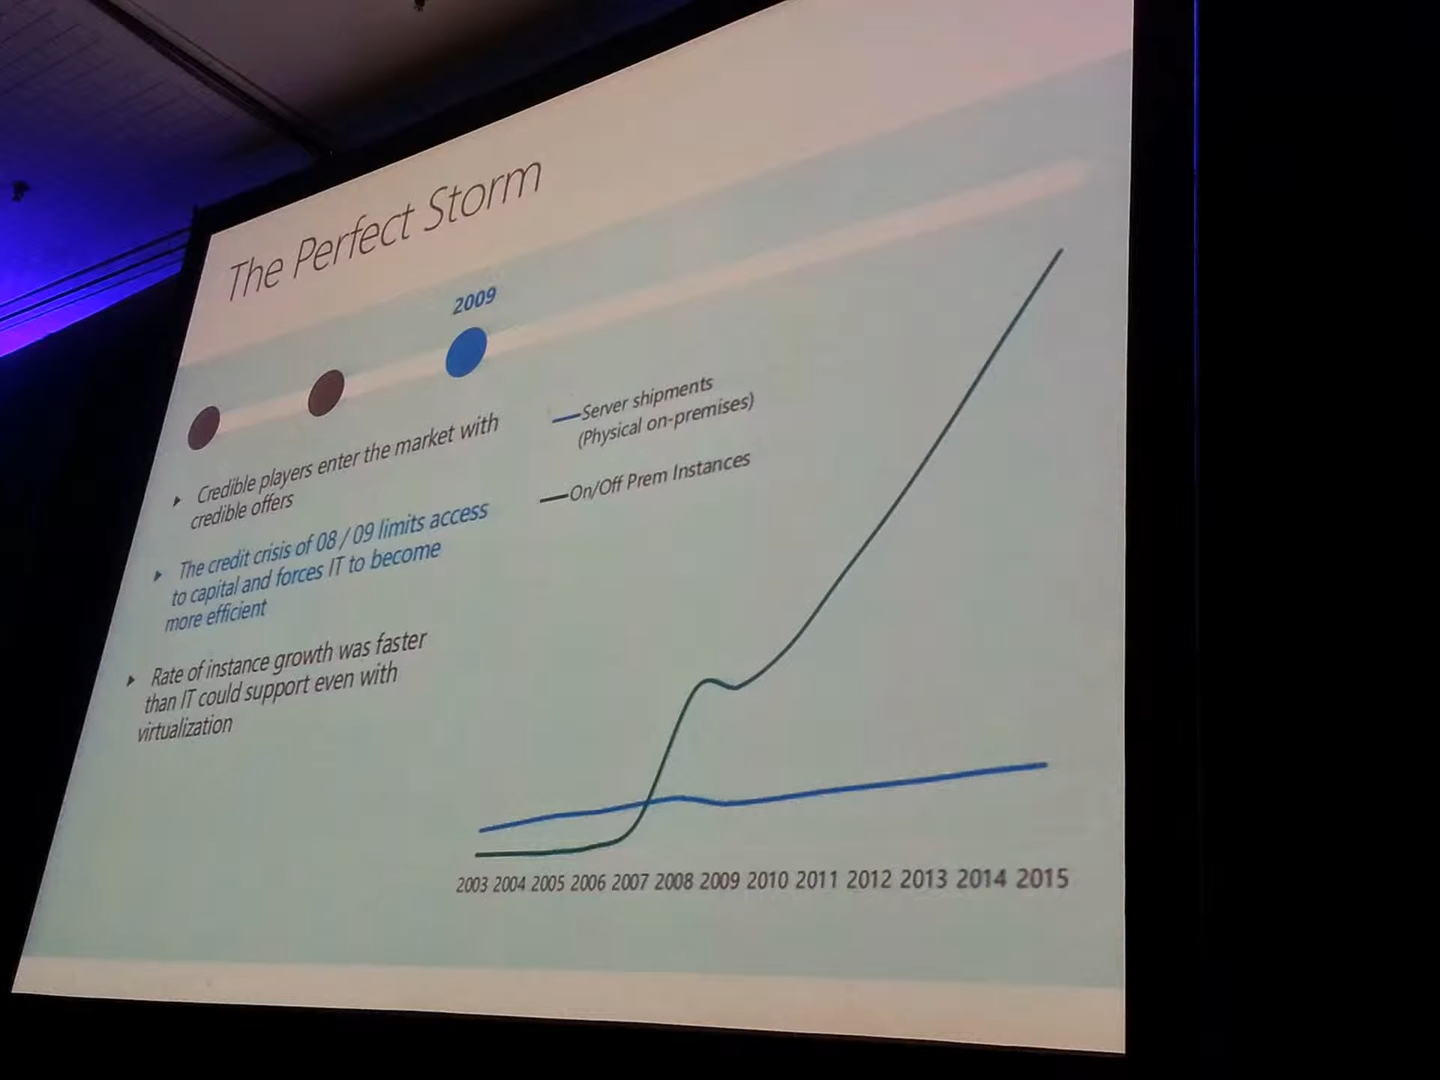 The Perfect Storm
2009
Credible players enter the market with
credible offers
The credit crisis of 08 / 09 limits access
to capital and forces IT to become
more efficient
Rate of instance growth was faster
than IT could support even with
virtualization
Server shipments
(Physical on-premises)
On/Off Prem Instances
2003 2004 2005 2006 2007 2008 2009 2010 2011 2012 2013 2014 2015